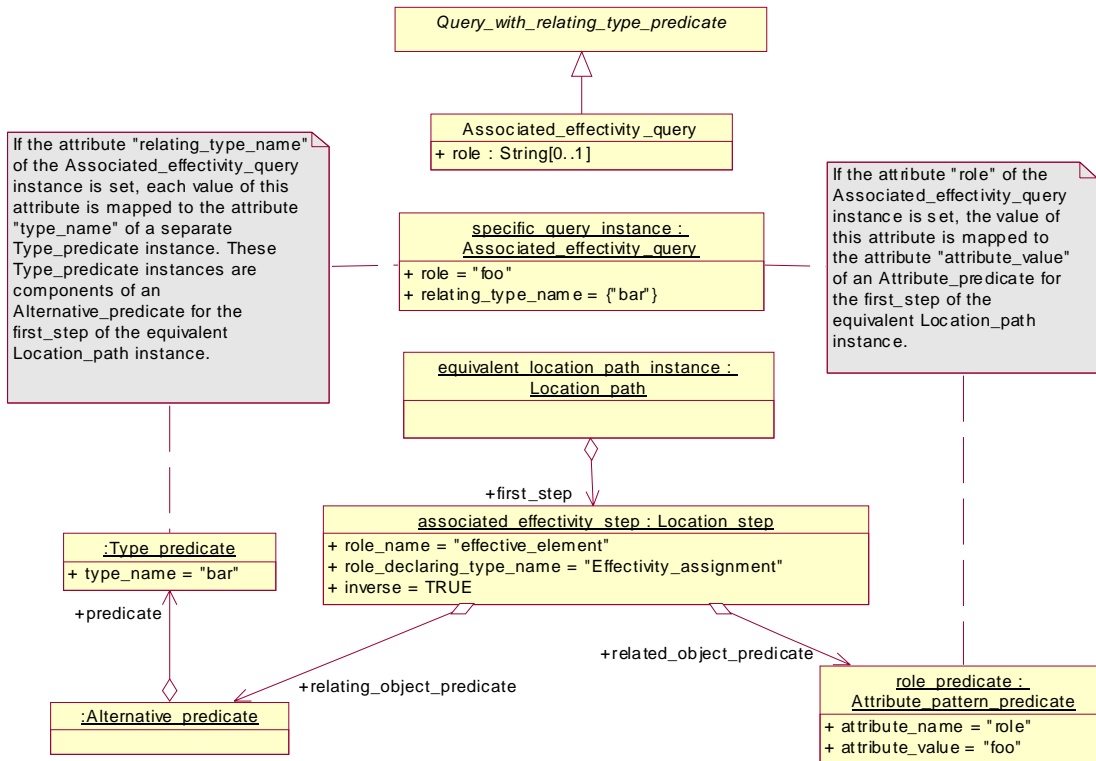 Query_with_relating_type_predicate
Associated_effectivity_query
+ role : String[0..1]
If the attribute "relating_type_name"
of the Associated_effectivity_query
instance is set, each value of this
attribute is mapped to the attribute
"type_name" of a separate
Type_predicate instance. These
Type_predicate instances are
components of an
Alternative_predicate for the
first_step of the equivalent
Location_path instance.
If the attribute "role" of the
Associated_effectivity_query
instance is set, the value of
this attribute is mapped to
the attribute "attribute_value"
of an Attribute_predicate for
the first_step of the
equivalent Location_path
instance.
specific_query_instance :
Associated_effectivity_query
+ role = "foo"
+ relating_type_name = {"bar"}
equivalent_location_path_instance :
Location_path
+first_step
associated_effectivity_step : Location_step
+ role_name = "effective_element"
+ role_declaring_type_name = "Effectivity_assignment"
+ inverse = TRUE
:Type_predicate
+ type_name = "bar"
+predicate
+related_object_predicate
+relating_object_predicate
:Alternative_predicate
role_predicate :
Attribute_pattern_predicate
+ attribute_name = "role"
+ attribute_value = "foo"